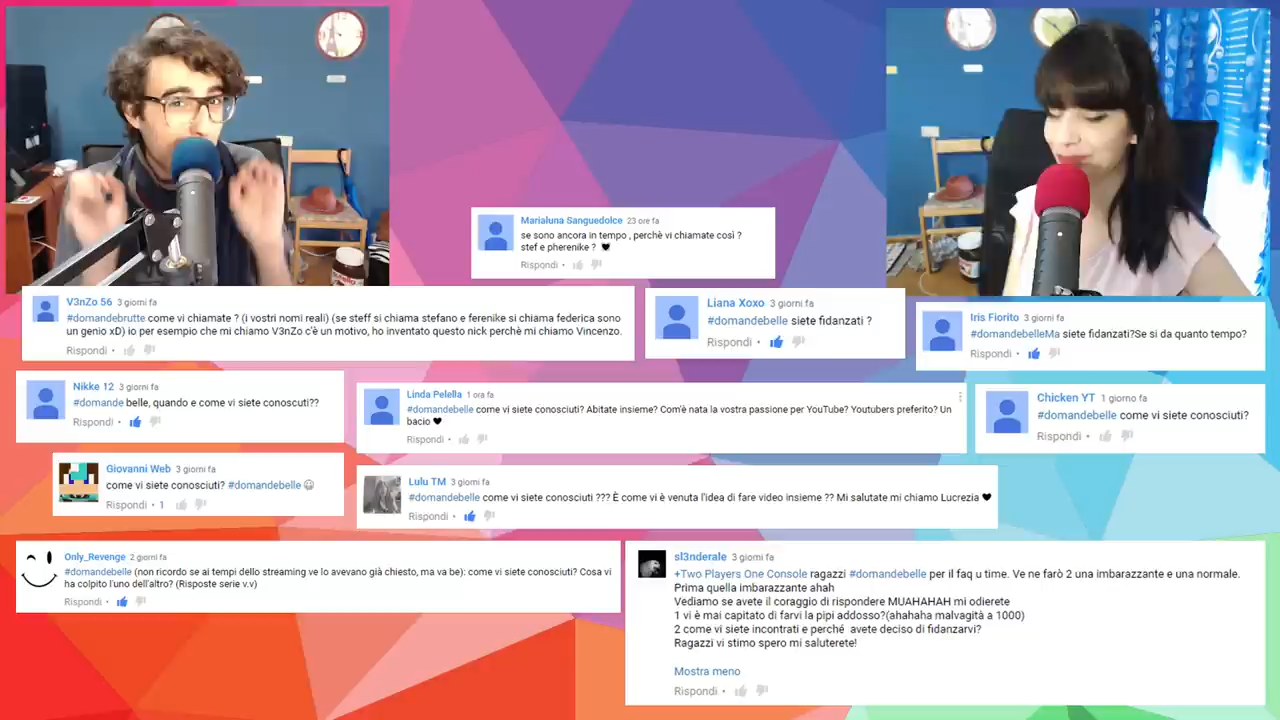 Marialuna Sanguedolce 23 ore fa
se sono ancora in tempo , perchè vi chiamate così ?
stef e pherenike ? ♥
Rispondi •
V3nZo 56 3 giorni fa
#domandebrutte come vi chiamate ? (i vostri nomi reali) (se steff si chiama stefano e ferenike si chiama federica sono
un genio xD) io per esempio che mi chiamo V3nZo c'è un motivo, ho inventato questo nick perchè mi chiamo Vincenzo.
Rispondi •
Liana Xoxo 3 giorni fa
#domandebelle siete fidanzati ?
Rispondi •
Iris Fiorito 3 giorni fa
#domandebelleMa siete fidanzati?Se si da quanto tempo?
Rispondi •
Nikke 12 3 giorni fa
#domande belle, quando e come vi siete conoscuti??
Rispondi •
Linda Pelella 1 ora fa
#domandebelle come vi siete conosciuti? Abitate insieme? Com'è nata la vostra passione per YouTube? Youtubers preferito? Un
bacio ♥
Rispondi •
Chicken YT 1 giorno fa
#domandebelle come vi siete conosciuti?
Rispondi •
Giovanni Web 3 giorni fa
come vi siete conosciuti? #domandebelle 😃
Rispondi • 1
Lulu TM 3 giorni fa
#domandebelle come vi siete conosciuti ??? È come vi è venuta l'idea di fare video insieme ?? Mi salutate mi chiamo Lucrezia ♥
Rispondi •
Only_Revenge 2 giorni fa
#domandebelle (non ricordo se ai tempi dello streaming ve lo avevano già chiesto, ma va be): come vi siete conosciuti? Cosa vi
ha colpito l'uno dell'altro? (Risposte serie v.v)
Rispondi •
sl3nderale 3 giorni fa
+Two Players One Console ragazzi #domandebelle per il faq u time. Ve ne farò 2 una imbarazzante e una normale.
Prima quella imbarazzante ahah
Vediamo se avete il coraggio di rispondere MUAHAHAH mi odierete
1 vi è mai capitato di farvi la pipì addosso?(ahahaha malvagità a 1000)
2 come vi siete incontrati e perché avete deciso di fidanzarvi?
Ragazzi vi stimo spero mi saluterete!
Mostra meno
Rispondi •